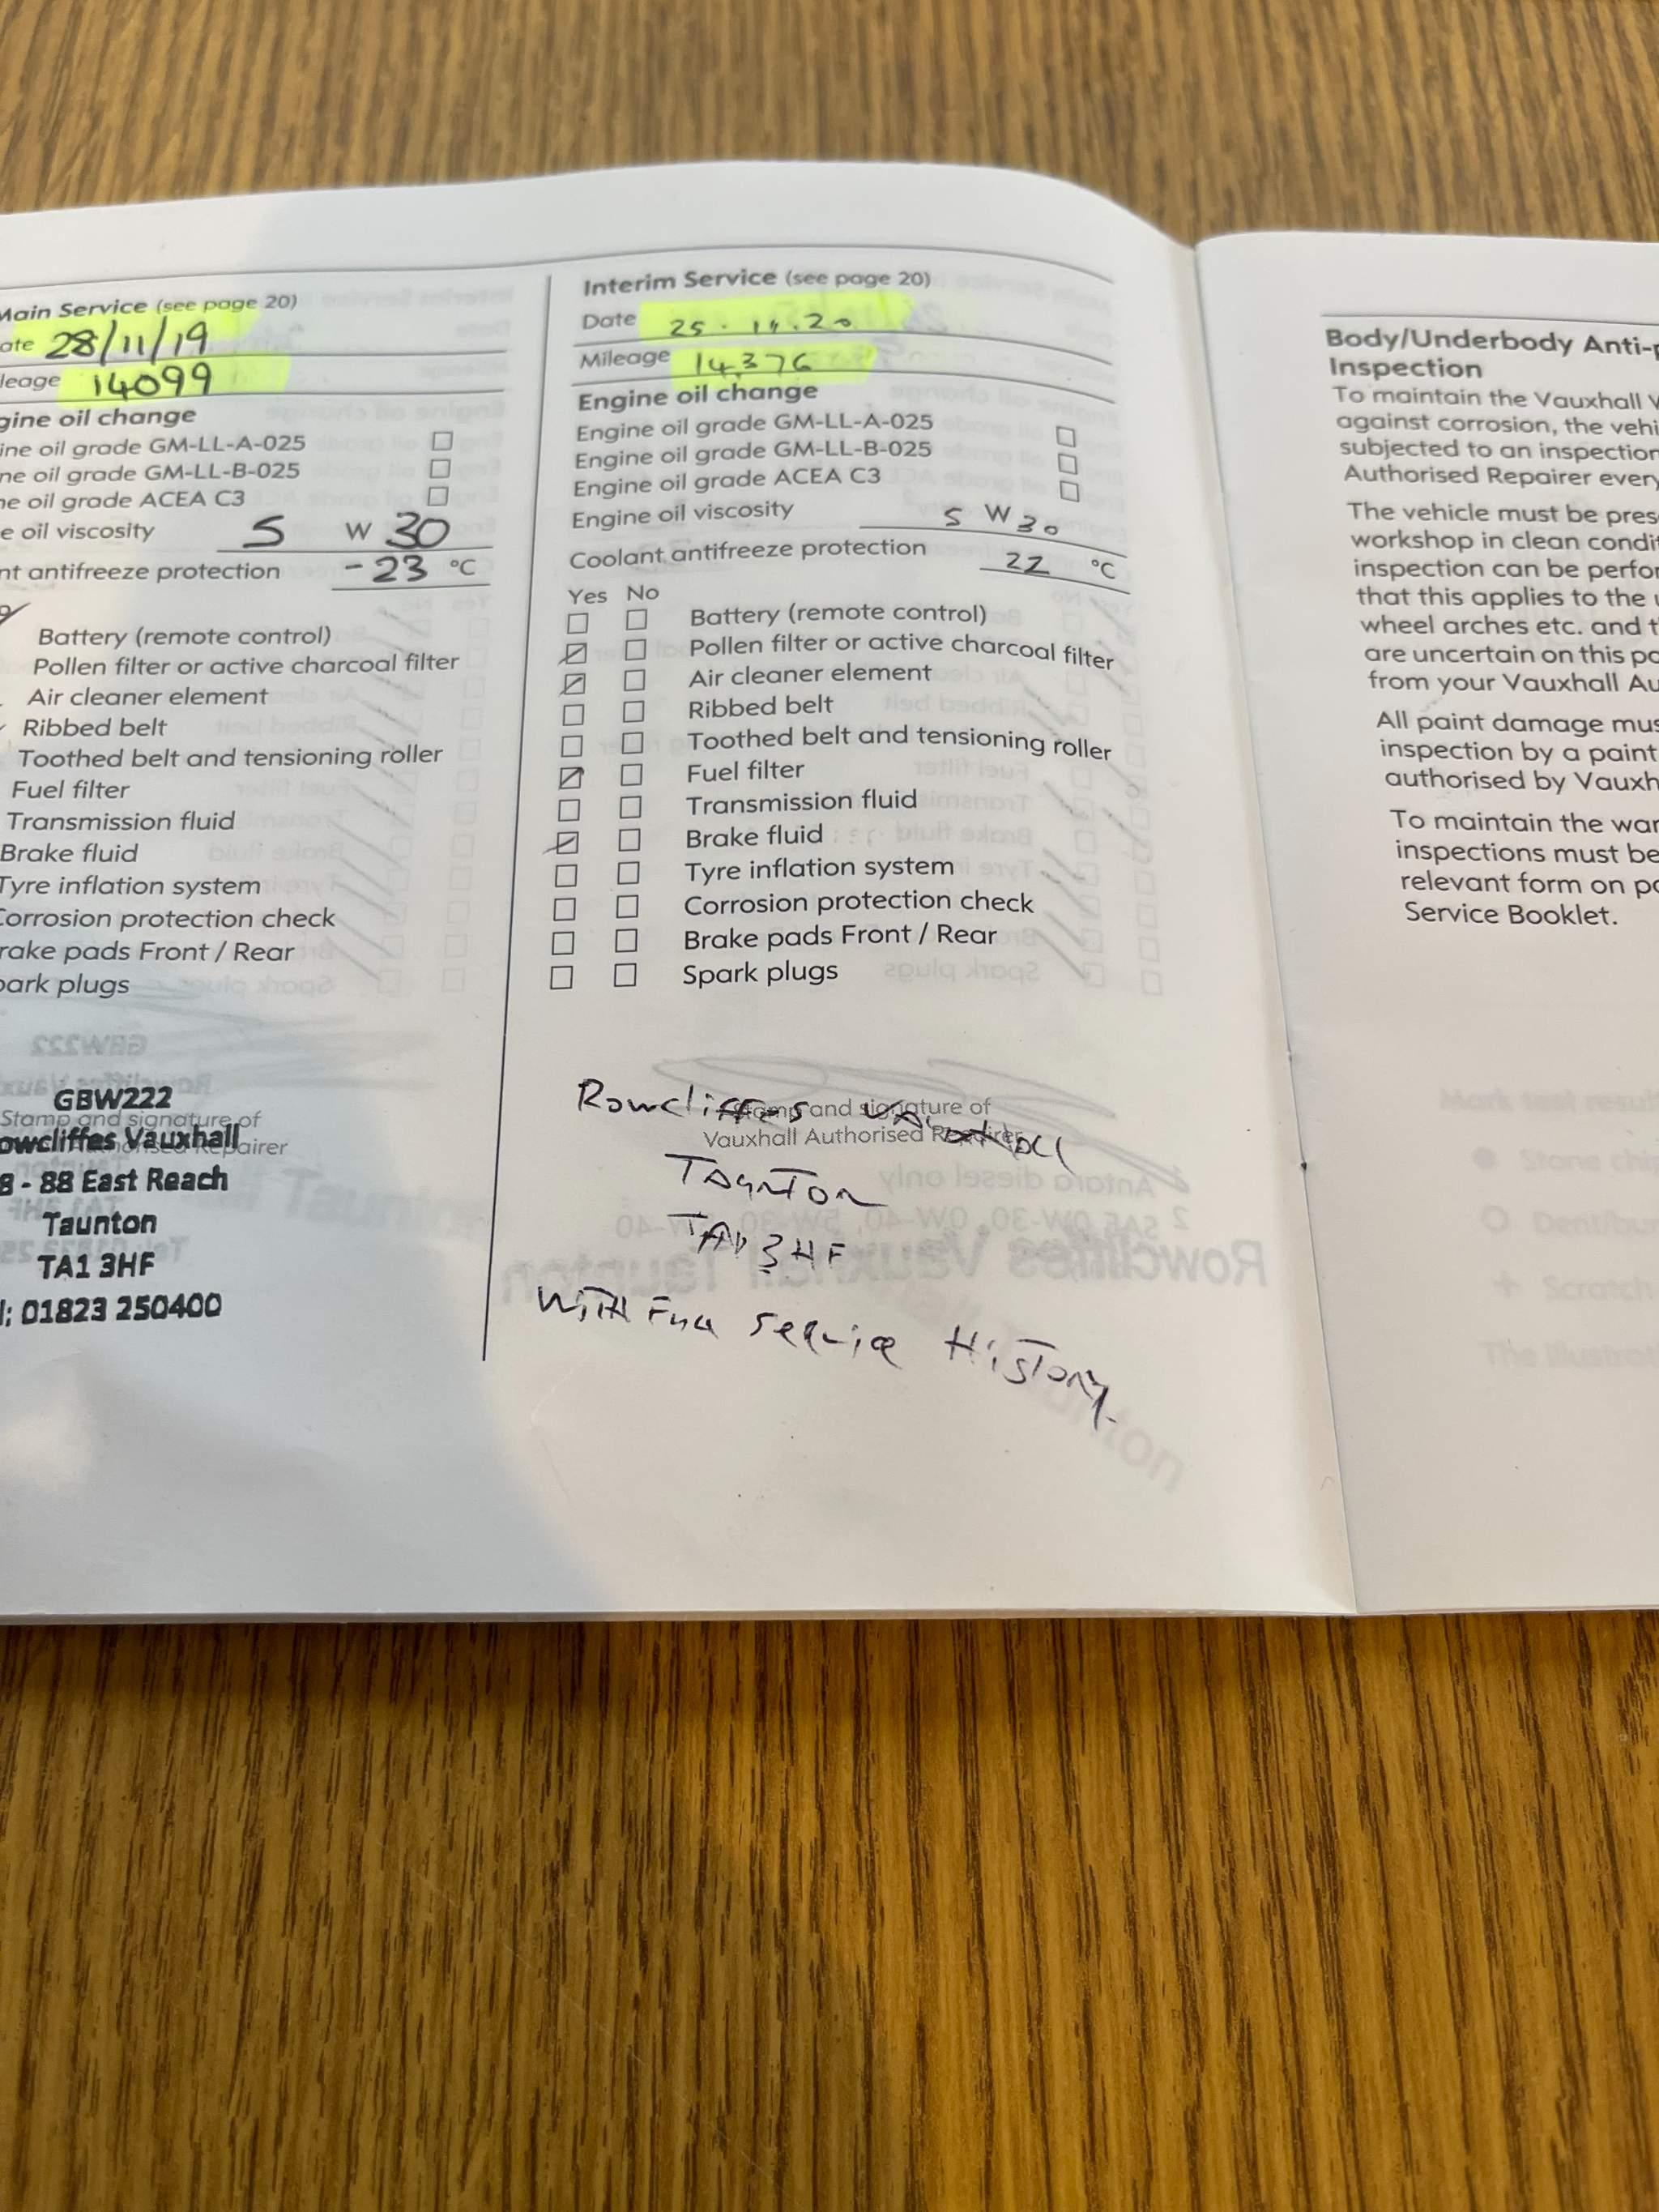 Main Service (see page 20)
ate 28/11/19
leage 14099
gine oil change
ine oil grade GM-LL-A-025
ne oil grade GM-LL-B-025
ne oil grade ACEA C3
e oil viscosity 5 W 30
nt antifreeze protection -23 °C
Battery (remote control)
Pollen filter or active charcoal filter
Air cleaner element
Ribbed belt
Toothed belt and tensioning roller
Fuel filter
Transmission fluid
Brake fluid
Tyre inflation system
Corrosion protection check
rake pads Front / Rear
park plugs
GBW222
Stamp and signature of
owcliffes Vauxhall
Repairer
8 - 88 East Reach
Taunton
TA1 3HF
l; 01823 250400
Interim Service (see page 20)
Date 25.11.20
Mileage 14,376
Engine oil change
Engine oil grade GM-LL-A-025
Engine oil grade GM-LL-B-025
Engine oil grade ACEA C3
Engine oil viscosity 5 W 30
Coolant antifreeze protection 22 °C
Yes No
Battery (remote control)
Pollen filter or active charcoal filter
Air cleaner element
Ribbed belt
Toothed belt and tensioning roller
Fuel filter
Transmission fluid
Brake fluid
Tyre inflation system
Corrosion protection check
Brake pads Front / Rear
Spark plugs
Rowcliffes
Stamp and signature of
Vauxhall Authorised Repairer
TAUNTON
TA1 3HF
With Full Service History
Body/Underbody Anti-p
Inspection
To maintain the Vauxhall V
against corrosion, the vehi
subjected to an inspection
Authorised Repairer every
The vehicle must be pres
workshop in clean condit
inspection can be perfor
that this applies to the u
wheel arches etc. and t
are uncertain on this po
from your Vauxhall Au
All paint damage mus
inspection by a paint
authorised by Vauxh
To maintain the war
inspections must be
relevant form on pa
Service Booklet.